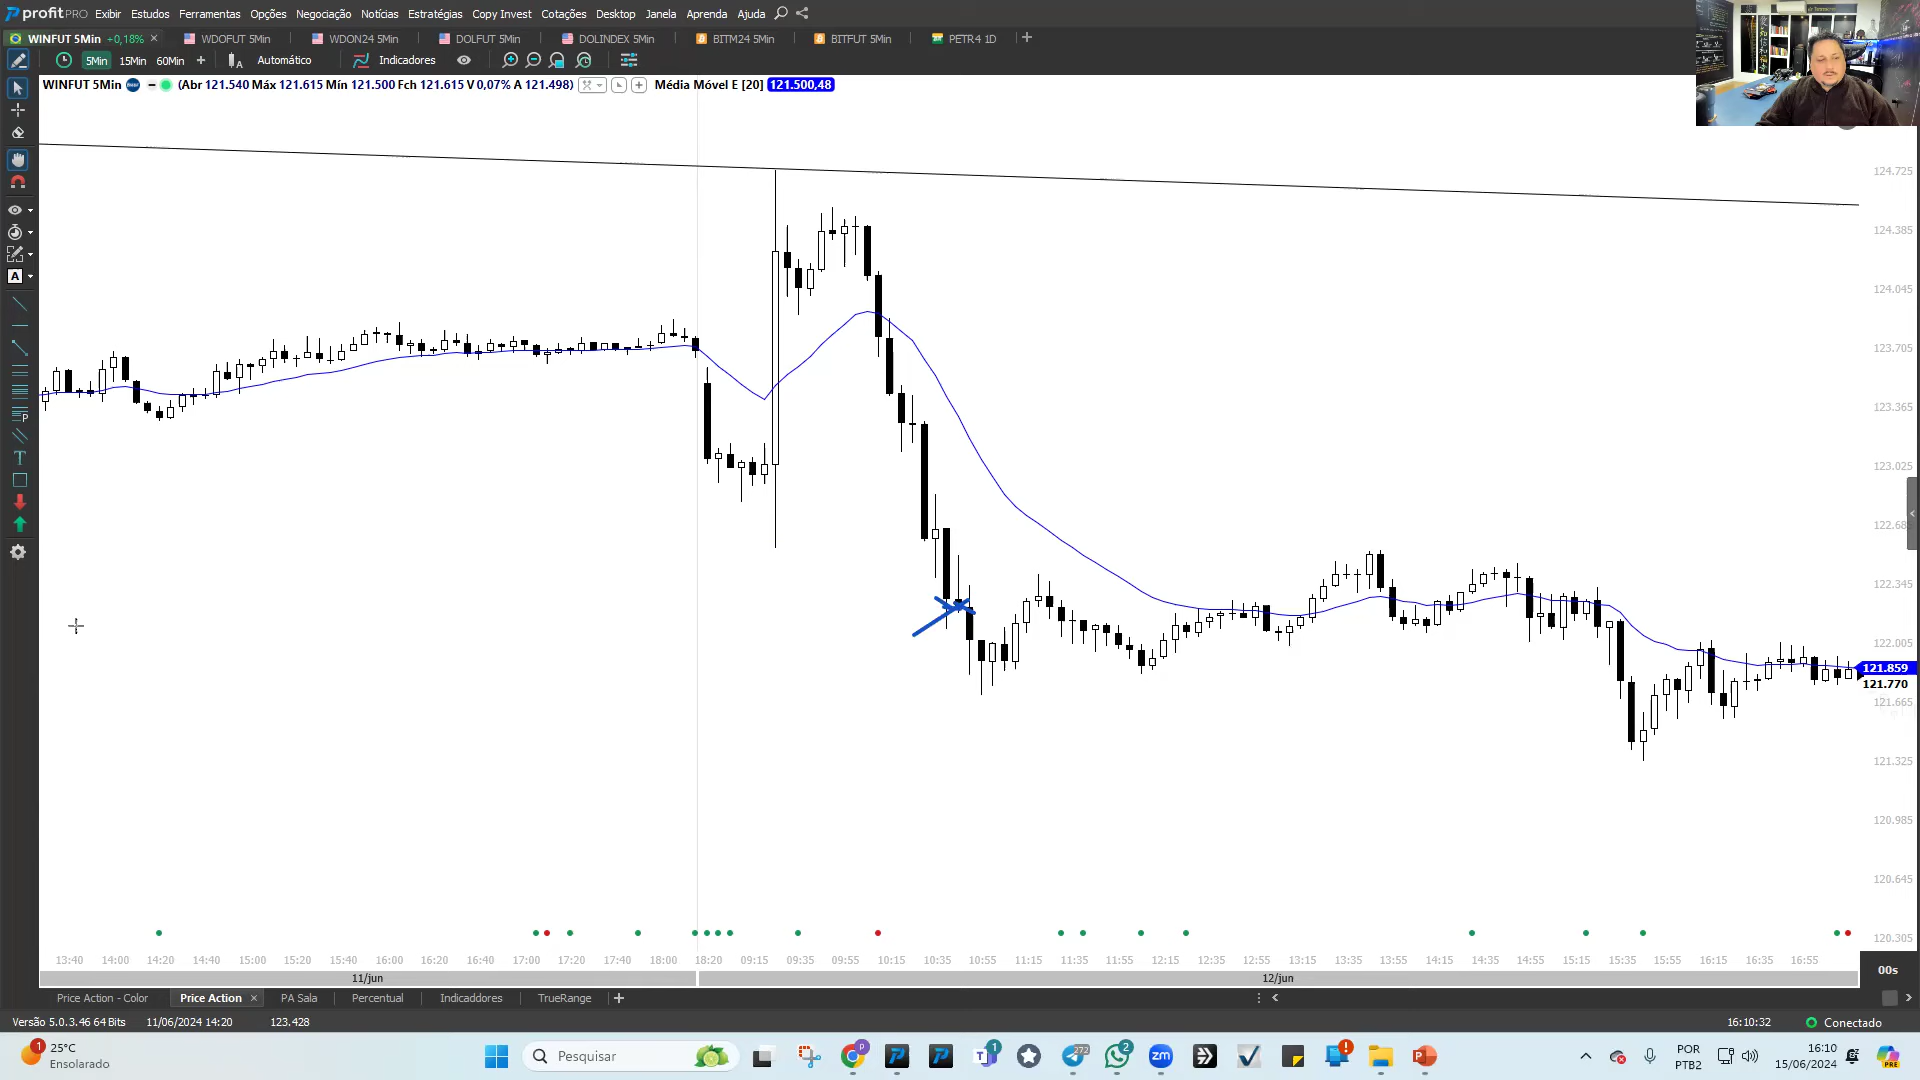 profitPRO Exibir Estudos Ferramentas Opções Negociação Notícias Estratégias Copy Invest Cotações Desktop Janela Aprenda Ajuda
WINFUT 5Min +0,18% WDOFUT 5Min WDON24 5Min DOLFUT 5Min DOLINDEX 5Min BITM24 5Min BITFUT 5Min PETR4 1D
5Min 15Min 60Min Automático Indicadores
WINFUT 5Min (Abr 121.540 Máx 121.615 Mín 121.500 Fch 121.615 V 0,07% A 121.498) Média Móvel E [20] 121.500,48
124.725
124.385
124.045
123.705
123.365
123.025
122.685
122.345
122.005
121.859
121.770
121.665
121.325
120.985
120.645
120.305
13:40 14:00 14:20 14:40 15:00 15:20 15:40 16:00 16:20 16:40 17:00 17:20 17:40 18:00 18:20 09:15 09:35 09:55 10:15 10:35 10:55 11:15 11:35 11:55 12:15 12:35 12:55 13:15 13:35 13:55 14:15 14:35 14:55 15:15 15:35 15:55 16:15 16:35 16:55
00s
11/jun 12/jun
Price Action - Color Price Action PA Sala Percentual Indicaddores TrueRange
Versão 5.0.3.46 64 Bits 11/06/2024 14:20 123.428 16:10:32 Conectado
25°C
Ensolarado
Pesquisar
POR
PTB2
16:10
15/06/2024